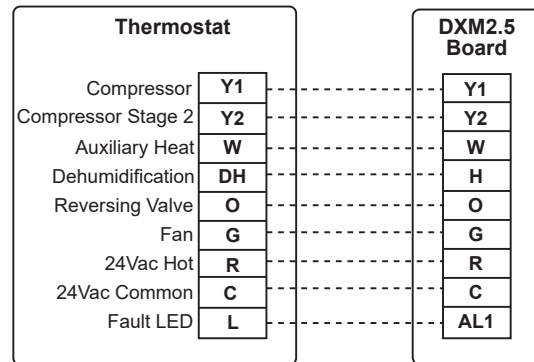 Thermostat
DXM2.5
Board
Compressor Y1 Y1
Compressor Stage 2 Y2 Y2
Auxiliary Heat W W
Dehumidification DH H
Reversing Valve O O
Fan G G
24Vac Hot R R
24Vac Common C C
Fault LED L AL1